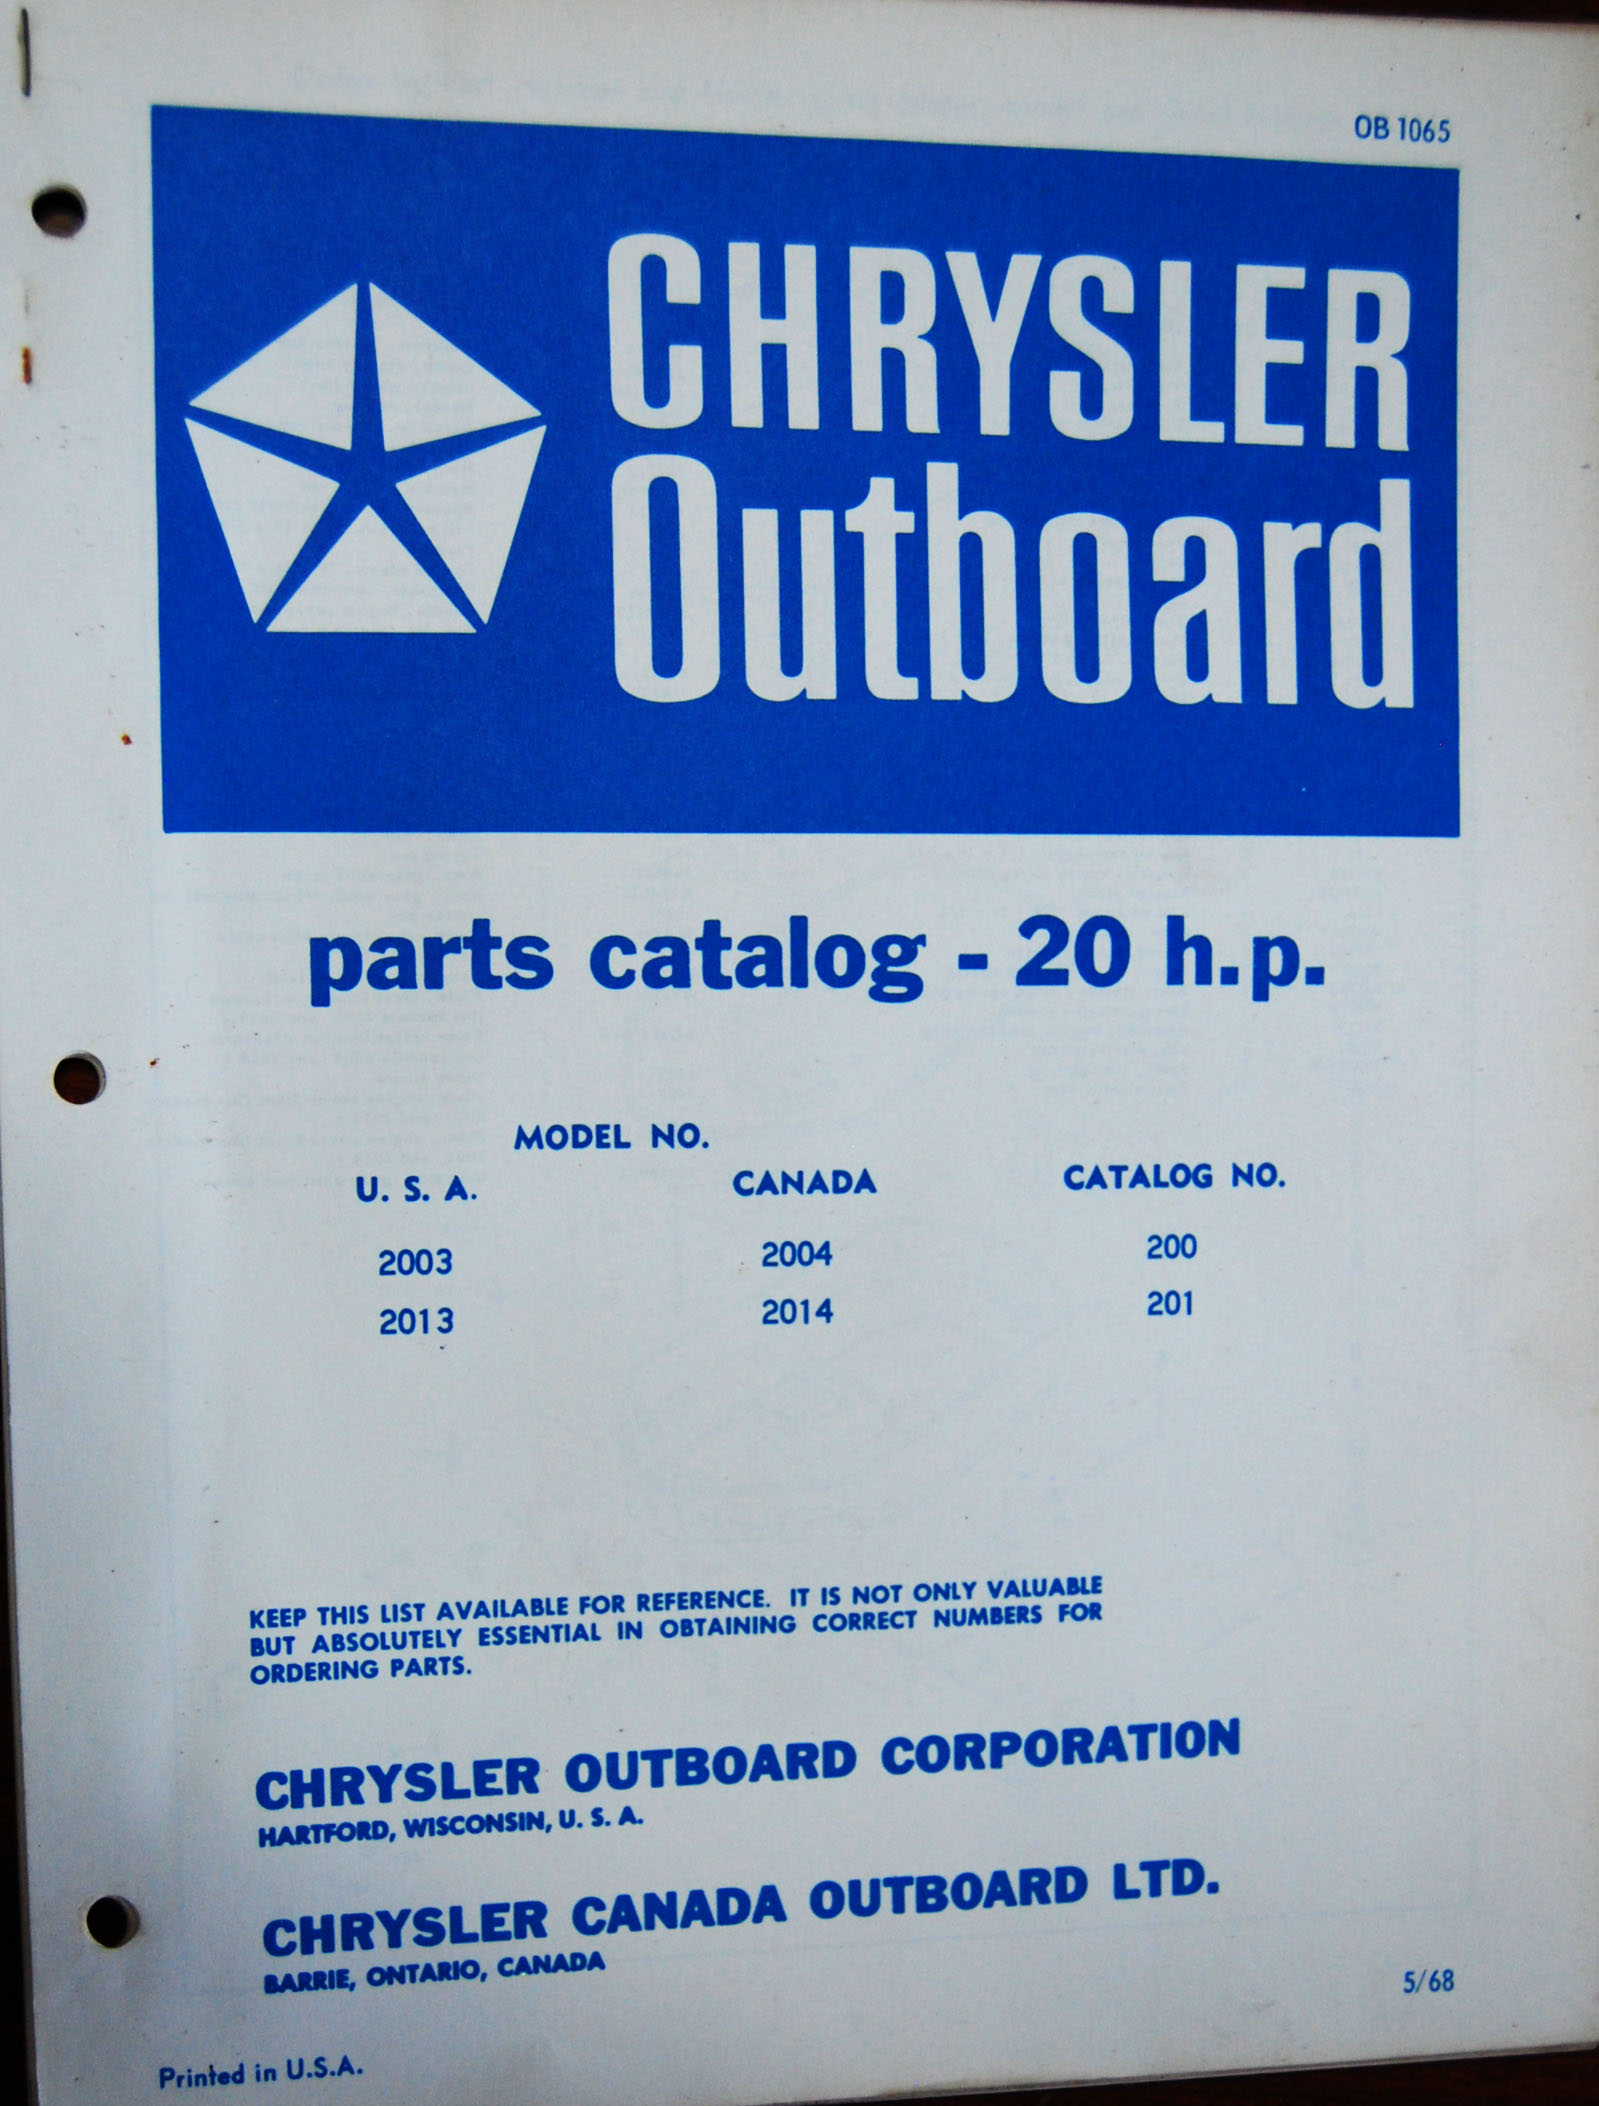 OB 1065
CHRYSLER
Outboard
parts catalog - 20 h.p.
MODEL NO.
U. S. A. CANADA CATALOG NO.
2003 2004 200
2013 2014 201
KEEP THIS LIST AVAILABLE FOR REFERENCE. IT IS NOT ONLY VALUABLE
BUT ABSOLUTELY ESSENTIAL IN OBTAINING CORRECT NUMBERS FOR
ORDERING PARTS.
CHRYSLER OUTBOARD CORPORATION
HARTFORD, WISCONSIN, U. S. A.
CHRYSLER CANADA OUTBOARD LTD.
BARRIE, ONTARIO, CANADA
5/68
Printed in U.S.A.